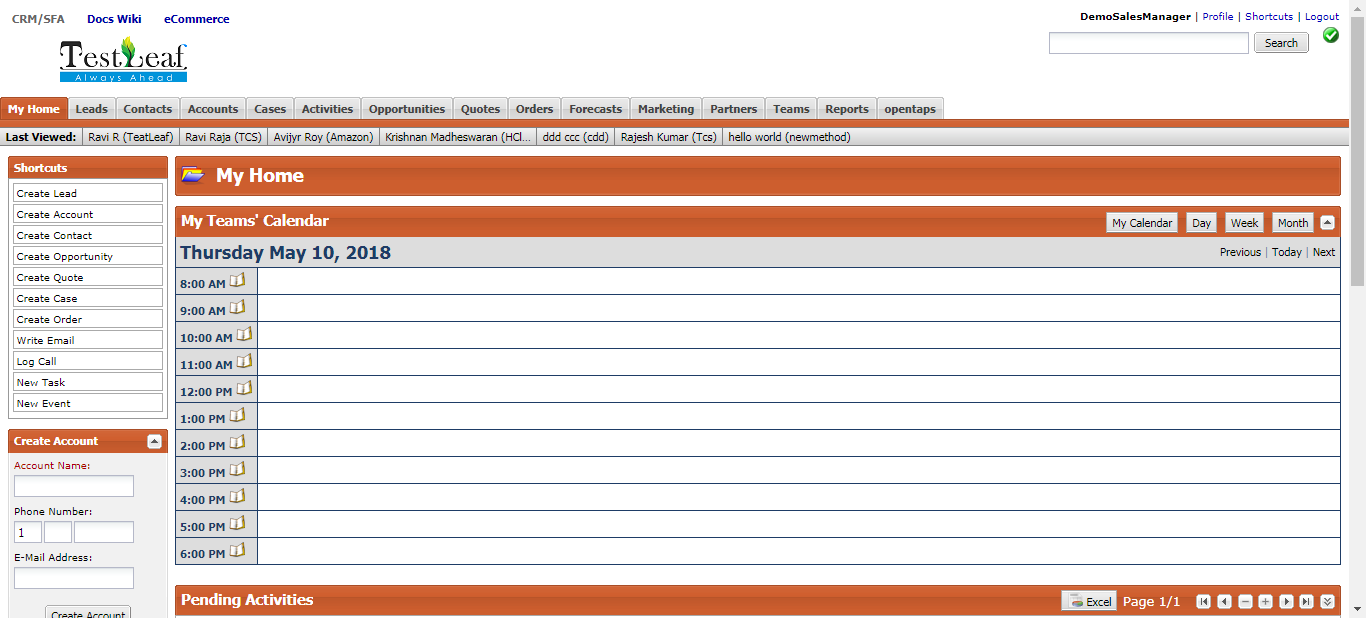 CRM/SFA Docs Wiki eCommerce
DemoSalesManager | Profile | Shortcuts | Logout
Search
TestLeaf
Always Ahead
My Home Leads Contacts Accounts Cases Activities Opportunities Quotes Orders Forecasts Marketing Partners Teams Reports opentaps
Last Viewed: Ravi R (TeatLeaf) Ravi Raja (TCS) Avijyr Roy (Amazon) Krishnan Madheswaran (HCl... ddd ccc (cdd) Rajesh Kumar (Tcs) hello world (newmethod)
Shortcuts
Create Lead
Create Account
Create Contact
Create Opportunity
Create Quote
Create Case
Create Order
Write Email
Log Call
New Task
New Event
Create Account
Account Name:
Phone Number:
1
E-Mail Address:
Create Account
My Home
My Teams' Calendar My Calendar Day Week Month
Thursday May 10, 2018 Previous | Today | Next
8:00 AM
9:00 AM
10:00 AM
11:00 AM
12:00 PM
1:00 PM
2:00 PM
3:00 PM
4:00 PM
5:00 PM
6:00 PM
Pending Activities Excel Page 1/1